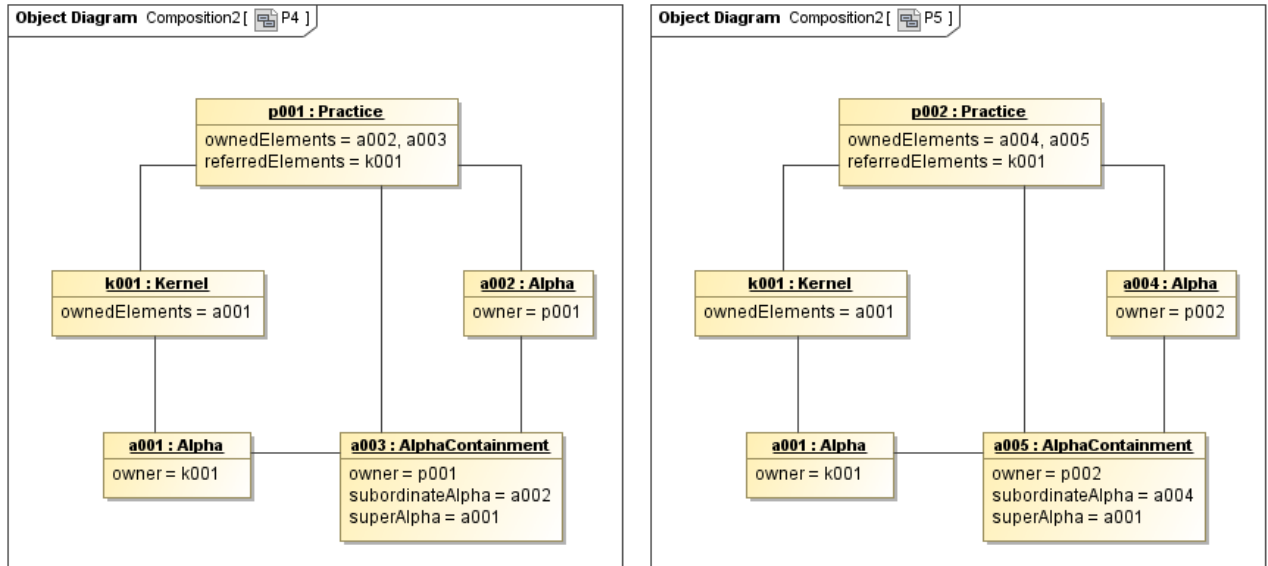 Object Diagram Composition2 [ P4 ]
p001 : Practice
ownedElements = a002, a003
referredElements = k001
k001 : Kernel
ownedElements = a001
a002 : Alpha
owner = p001
a001 : Alpha
owner = k001
a003 : AlphaContainment
owner = p001
subordinateAlpha = a002
superAlpha = a001
Object Diagram Composition2 [ P5 ]
p002 : Practice
ownedElements = a004, a005
referredElements = k001
k001 : Kernel
ownedElements = a001
a004 : Alpha
owner = p002
a001 : Alpha
owner = k001
a005 : AlphaContainment
owner = p002
subordinateAlpha = a004
superAlpha = a001